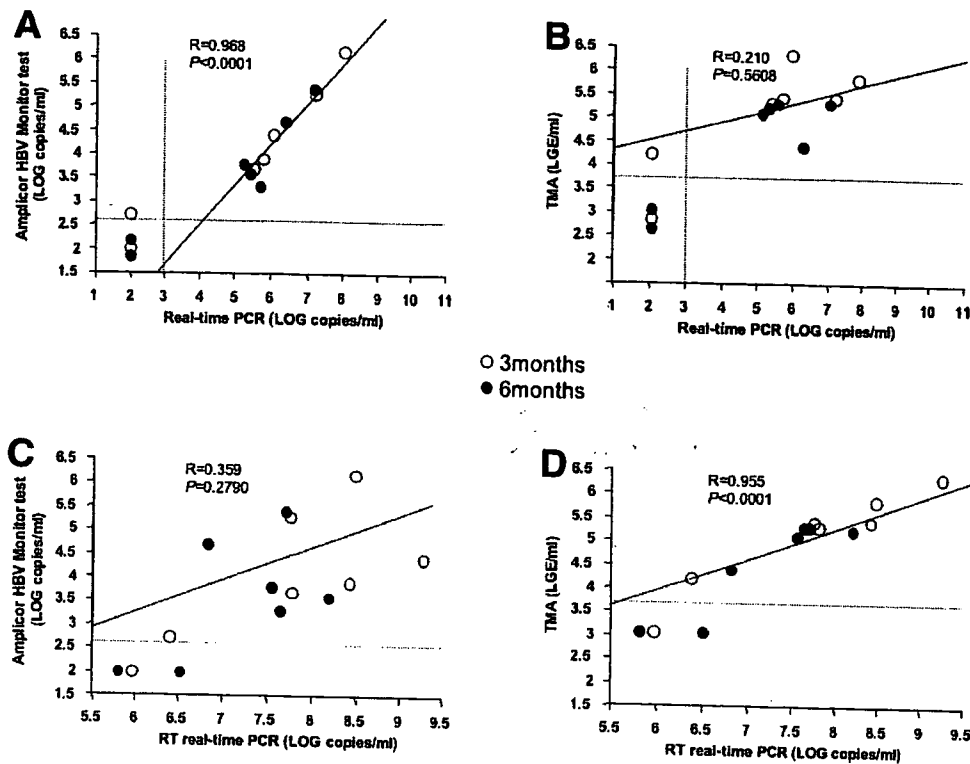 A
Amplicor HBV Monitor test
(LOG copies/ml)
6.5
6
5.5
5
4.5
4
3.5
3
2.5
2
1.5
R=0.968
P<0.0001
1 2 3 4 5 6 7 8 9 10 11
Real-time PCR (LOG copies/ml)
B
TMA (LGE/ml)
6.5
6
5.5
5
4.5
4
3.5
3
2.5
2
R=0.210
P=0.5608
1 2 3 4 5 6 7 8 9 10 11
Real-time PCR (LOG copies/ml)
3months
6months
C
Amplicor HBV Monitor test
(LOG copies/ml)
6.5
6
5.5
5
4.5
4
3.5
3
2.5
2
1.5
R=0.359
P=0.2790
5.5 6 6.5 7 7.5 8 8.5 9 9.5
RT real-time PCR (LOG copies/ml)
D
TMA (LGE/ml)
6.5
6
5.5
5
4.5
4
3.5
3
2.5
2
1.5
R=0.955
P<0.0001
5.5 6 6.5 7 7.5 8 8.5 9 9.5
RT real-time PCR (LOG copies/ml)